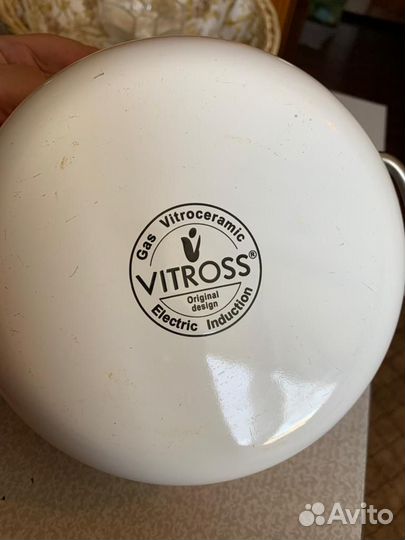 Gas Vitroceramic
VITROSS®
Original
design
Electric Induction
Avito